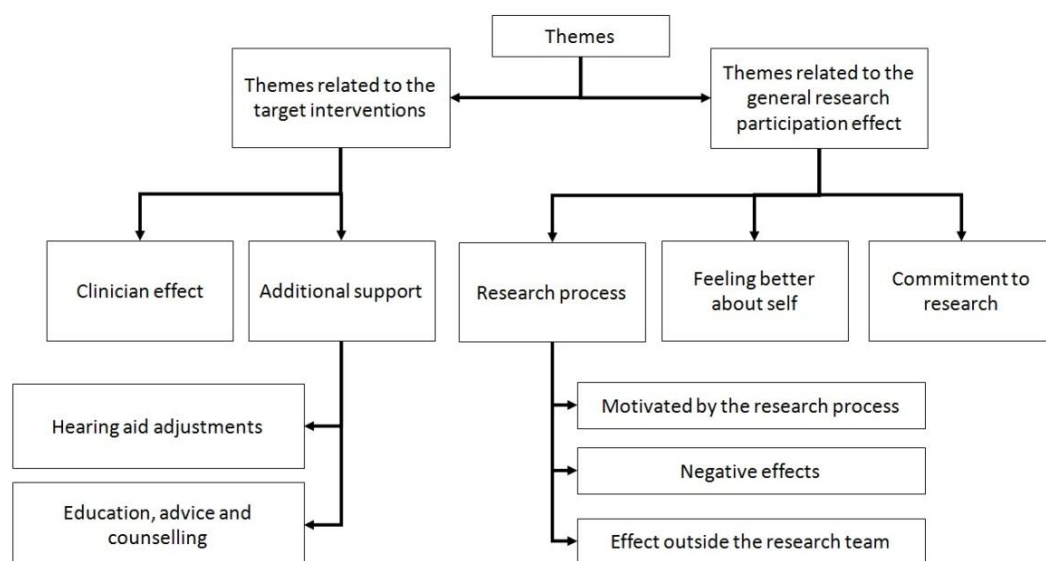 Themes
Themes related to the
target interventions
Themes related to the
general research
participation effect
Clinician effect
Additional support
Research process
Feeling better
about self
Commitment to
research
Hearing aid adjustments
Education, advice and
counselling
Motivated by the research process
Negative effects
Effect outside the research team